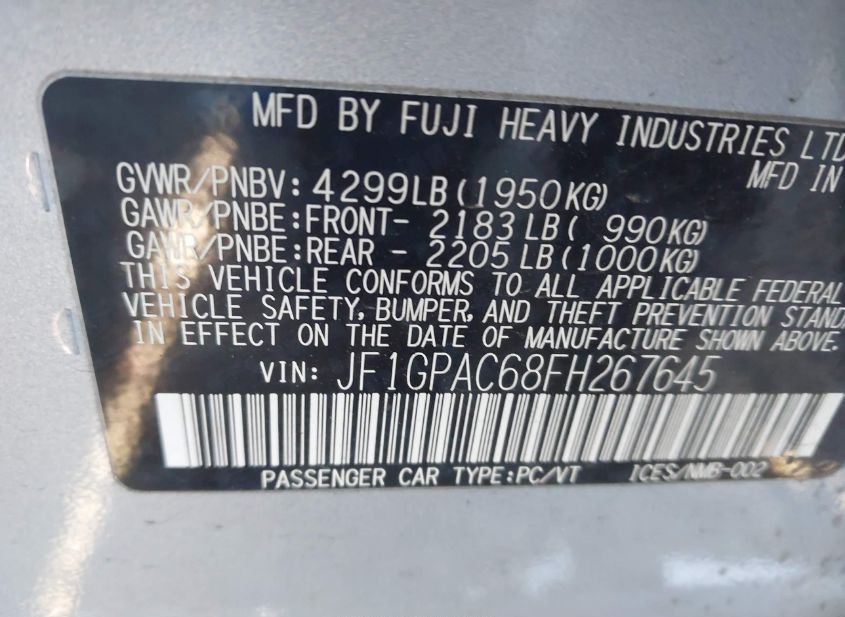 MFD BY FUJI HEAVY INDUSTRIES LTD
MFD IN
GVWR/PNBV: 4299LB(1950KG)
GAWR/PNBE:FRONT- 2183 LB( 990KG)
GAWR/PNBE:REAR - 2205 LB(1000KG)
THIS VEHICLE CONFORMS TO ALL APPLICABLE FEDERAL
VEHICLE SAFETY, BUMPER, AND THEFT PREVENTION STAND
IN EFFECT ON THE DATE OF MANUFACTURE SHOWN ABOVE.
VIN: JF1GPAC68FH267645
PASSENGER CAR TYPE:PC/VT ICES/NMB-002